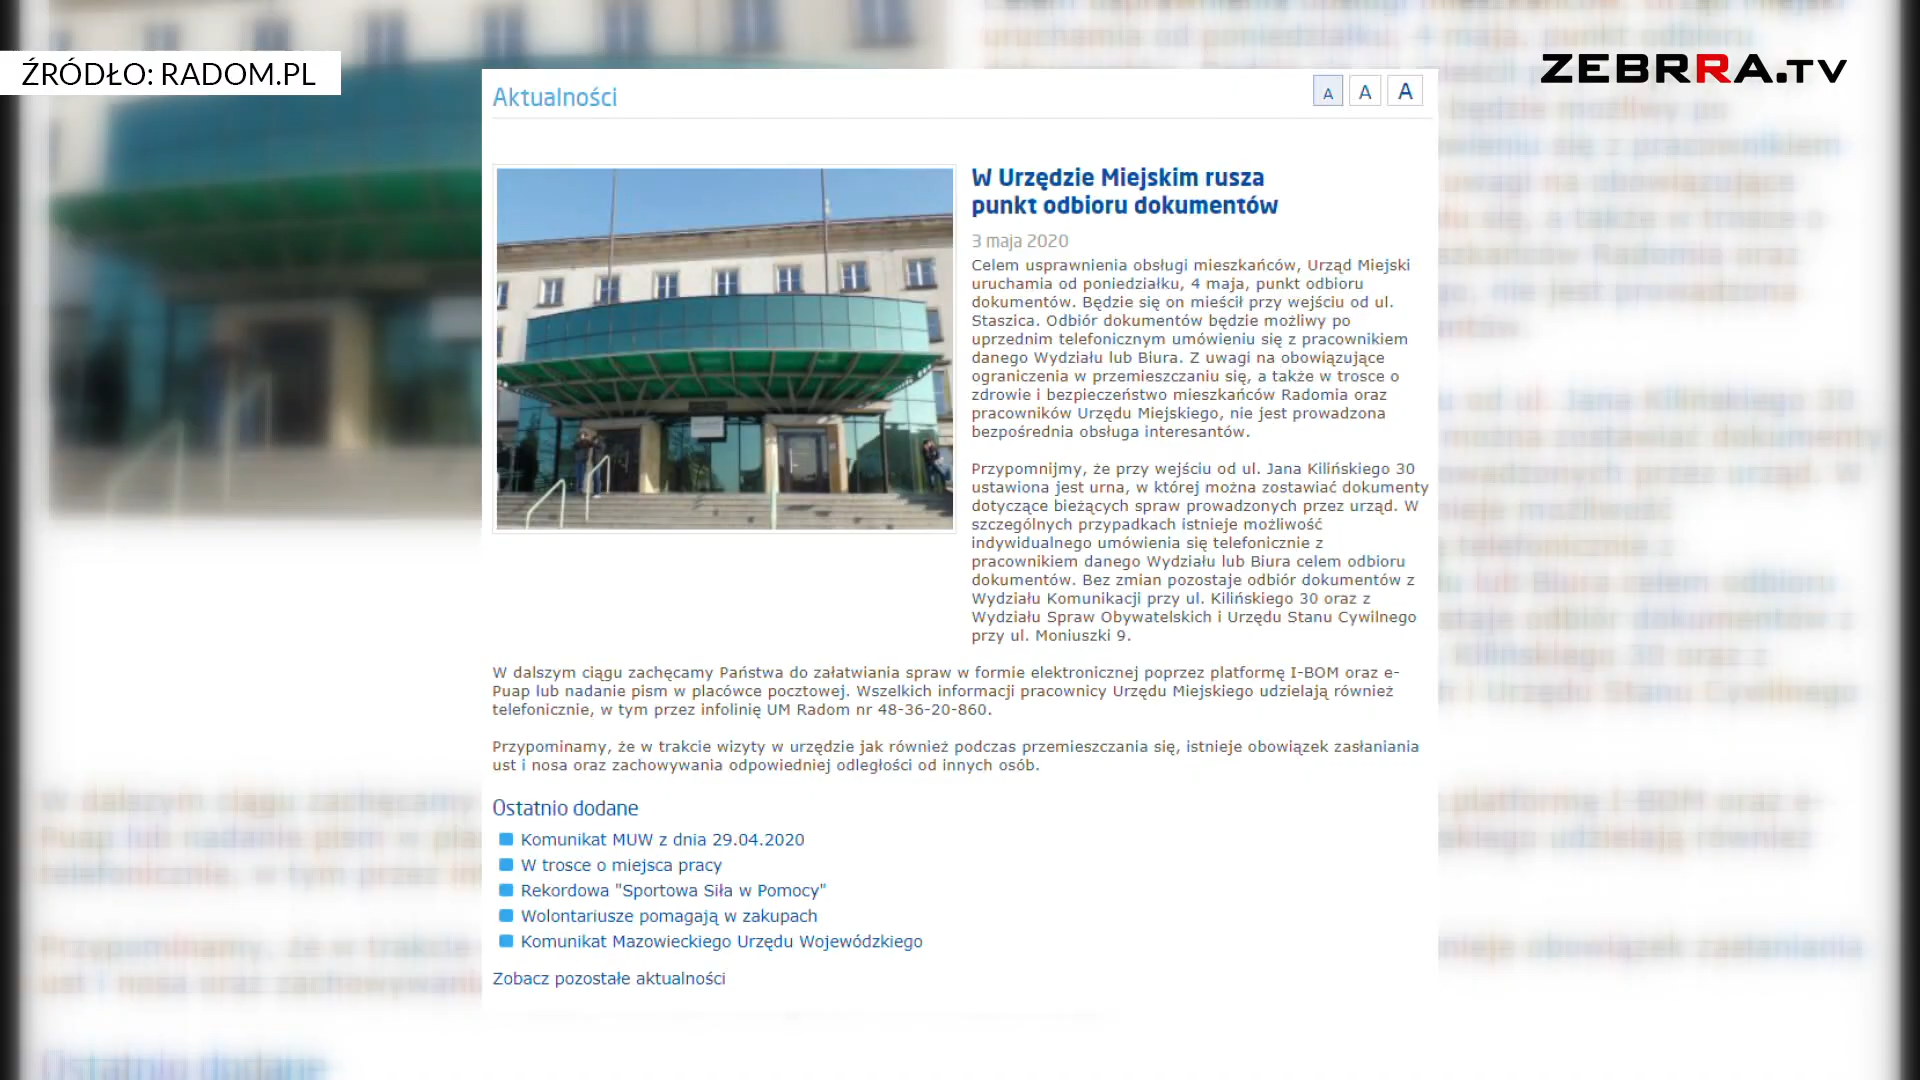 ŹRÓDŁO: RADOM.PL
ZEBRRA.TV
Aktualności
A A A
W Urzędzie Miejskim rusza
punkt odbioru dokumentów
3 maja 2020
Celem usprawnienia obsługi mieszkańców, Urząd Miejski
uruchamia od poniedziałku, 4 maja, punkt odbioru
dokumentów. Będzie się on mieścił przy wejściu od ul.
Staszica. Odbiór dokumentów będzie możliwy po
uprzednim telefonicznym umówieniu się z pracownikiem
danego Wydziału lub Biura. Z uwagi na obowiązujące
ograniczenia w przemieszczaniu się, a także w trosce o
zdrowie i bezpieczeństwo mieszkańców Radomia oraz
pracowników Urzędu Miejskiego, nie jest prowadzona
bezpośrednia obsługa interesantów.
Przypomnijmy, że przy wejściu od ul. Jana Kilińskiego 30
ustawiona jest urna, w której można zostawiać dokumenty
dotyczące bieżących spraw prowadzonych przez urząd. W
szczególnych przypadkach istnieje możliwość
indywidualnego umówienia się telefonicznie z
pracownikiem danego Wydziału lub Biura celem odbioru
dokumentów. Bez zmian pozostaje odbiór dokumentów z
Wydziału Komunikacji przy ul. Kilińskiego 30 oraz z
Wydziału Spraw Obywatelskich i Urzędu Stanu Cywilnego
przy ul. Moniuszki 9.
W dalszym ciągu zachęcamy Państwa do załatwiania spraw w formie elektronicznej poprzez platformę I-BOM oraz e-
Puap lub nadanie pism w placówce pocztowej. Wszelkich informacji pracownicy Urzędu Miejskiego udzielają również
telefonicznie, w tym przez infolinię UM Radom nr 48-36-20-860.
Przypominamy, że w trakcie wizyty w urzędzie jak również podczas przemieszczania się, istnieje obowiązek zasłaniania
ust i nosa oraz zachowywania odpowiedniej odległości od innych osób.
Ostatnio dodane
Komunikat MUW z dnia 29.04.2020
W trosce o miejsca pracy
Rekordowa "Sportowa Siła w Pomocy"
Wolontariusze pomagają w zakupach
Komunikat Mazowieckiego Urzędu Wojewódzkiego
Zobacz pozostałe aktualności